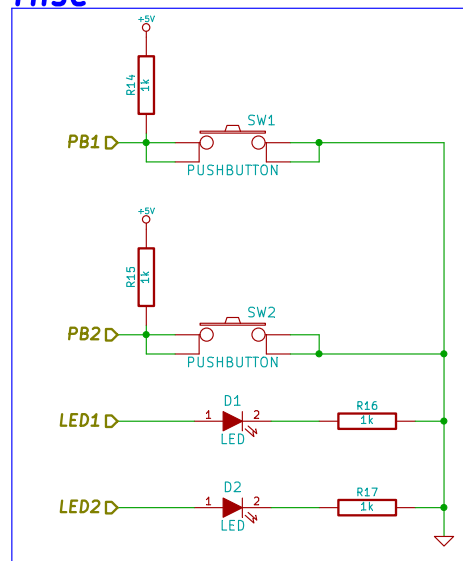 Misc
+5V
R14
1k
SW1
PB1
PUSHBUTTON
+5V
R15
1k
SW2
PB2
PUSHBUTTON
D1
R16
LED1
1
2
1k
LED
D2
R17
LED2
1
2
1k
LED